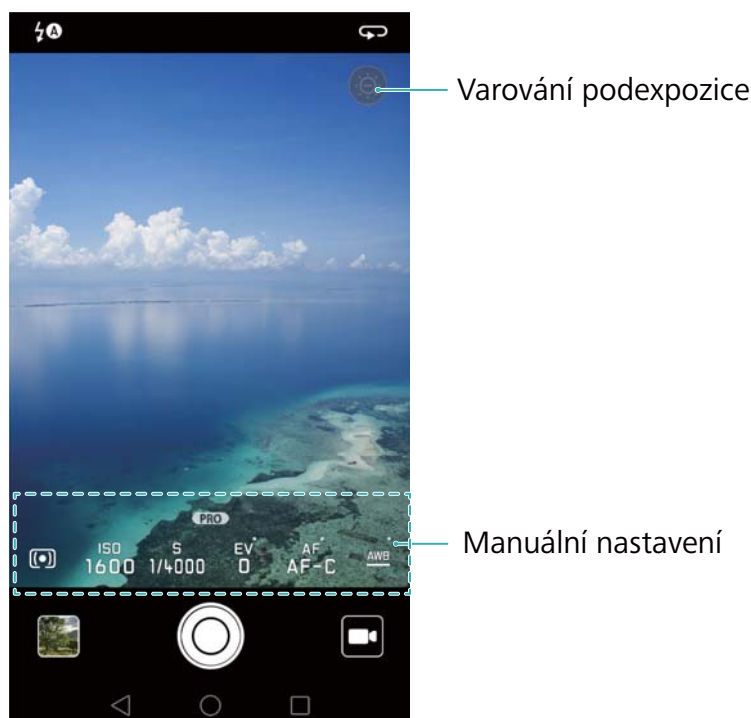 A
Varování podexpozice
PRO
ISO S EV AF
1600 1/4000 0 AF-C AWB
Manuální nastavení